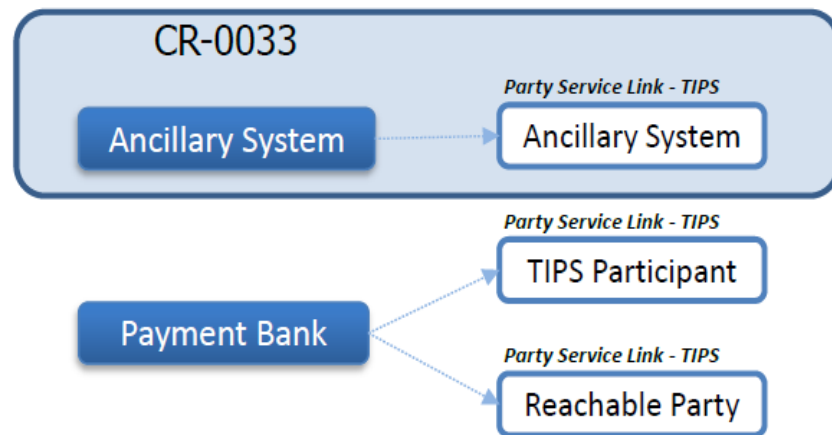 CR-0033
Party Service Link - TIPS
Ancillary System
Ancillary System
Party Service Link - TIPS
TIPS Participant
Payment Bank
Party Service Link - TIPS
Reachable Party